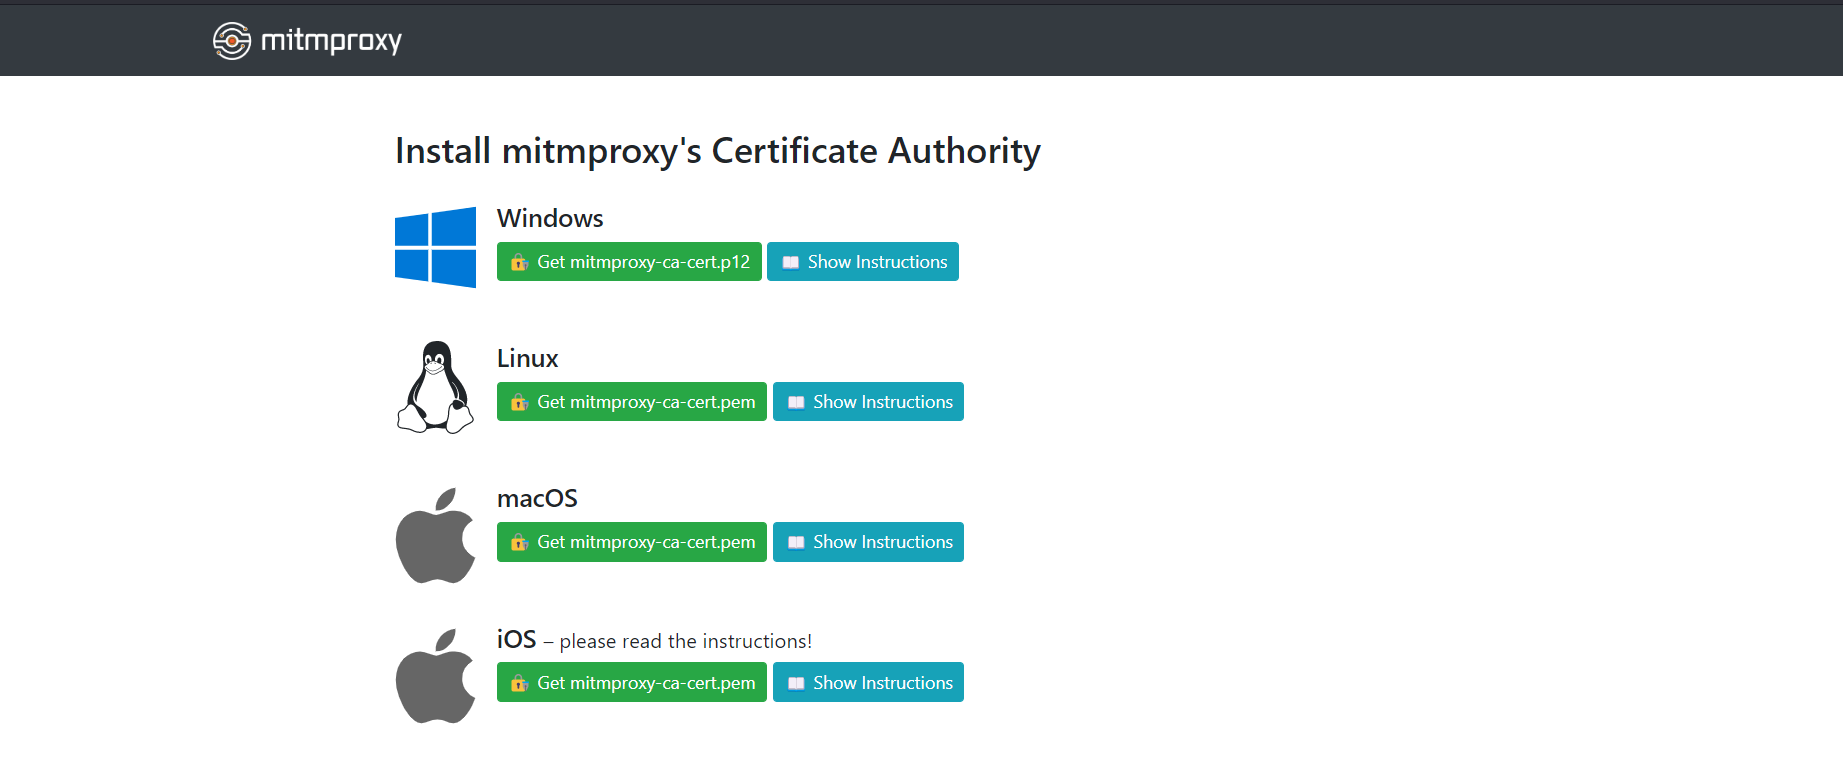 mitmproxy
Install mitmproxy's Certificate Authority
Windows
Get mitmproxy-ca-cert.p12 Show Instructions
Linux
Get mitmproxy-ca-cert.pem Show Instructions
macOS
Get mitmproxy-ca-cert.pem Show Instructions
iOS – please read the instructions!
Get mitmproxy-ca-cert.pem Show Instructions